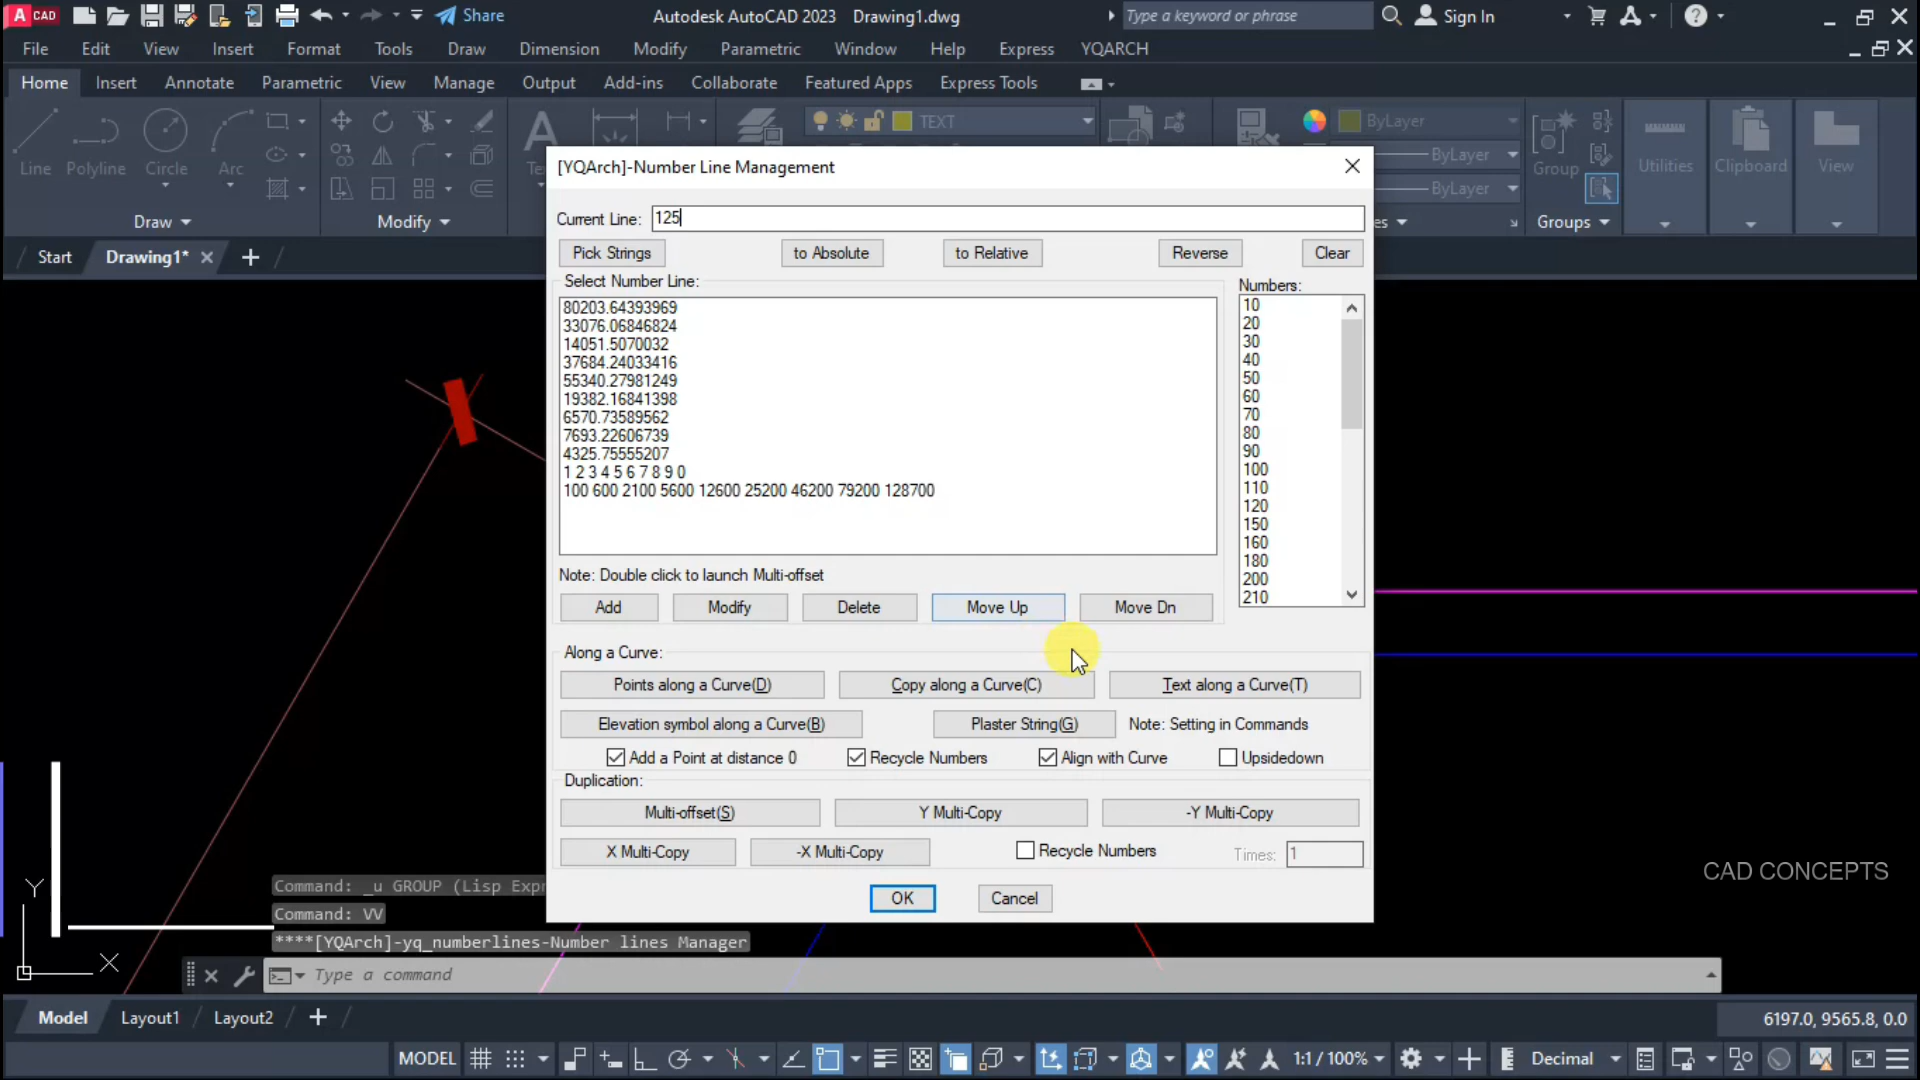 A CAD
Share
Autodesk AutoCAD 2023 Drawing1.dwg
Type a keyword or phrase
Sign In
File Edit View Insert Format Tools Draw Dimension Modify Parametric Window Help Express YQARCH
Home Insert Annotate Parametric View Manage Output Add-ins Collaborate Featured Apps Express Tools
TEXT
ByLayer
Line Polyline Circle Arc
ByLayer
Group Utilities Clipboard View
ByLayer
Draw Modify
Groups
Start Drawing1*
[YQArch]-Number Line Management
Current Line: 125
Pick Strings to Absolute to Relative Reverse Clear
Select Number Line:
80203.64393969
33076.06846824
14051.5070032
37684.24033416
55340.27981249
19382.16841398
6570.73589562
7693.22606739
4325.75555207
1 2 3 4 5 6 7 8 9 0
100 600 2100 5600 12600 25200 46200 79200 128700
Numbers:
10
20
30
40
50
60
70
80
90
100
110
120
150
160
180
200
210
Note: Double click to launch Multi-offset
Add Modify Delete Move Up Move Dn
Along a Curve:
Points along a Curve(D) Copy along a Curve(C) Text along a Curve(T)
Elevation symbol along a Curve(B) Plaster String(G) Note: Setting in Commands
Add a Point at distance 0 Recycle Numbers Align with Curve Upsidedown
Duplication:
Multi-offset(S) Y Multi-Copy -Y Multi-Copy
X Multi-Copy -X Multi-Copy Recycle Numbers Times: 1
OK Cancel
CAD CONCEPTS
Y
X
Command: _u GROUP (Lisp Expr
Command: VV
****[YQArch]-yq_numberlines-Number lines Manager
Type a command
Model Layout1 Layout2
6197.0, 9565.8, 0.0
MODEL 1:1 / 100% Decimal